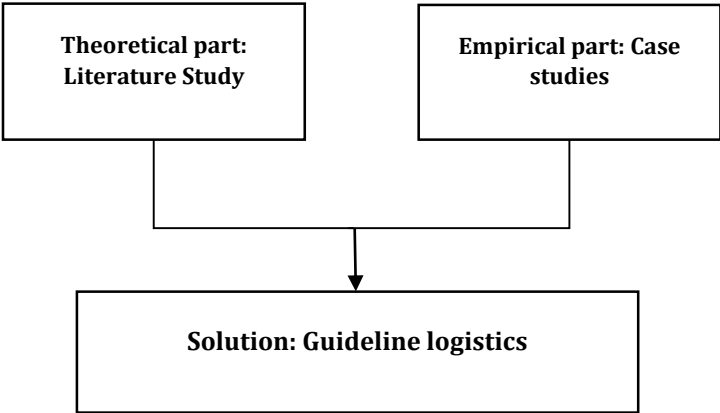 Theoretical part:
Literature Study
Empirical part: Case
studies
Solution: Guideline logistics